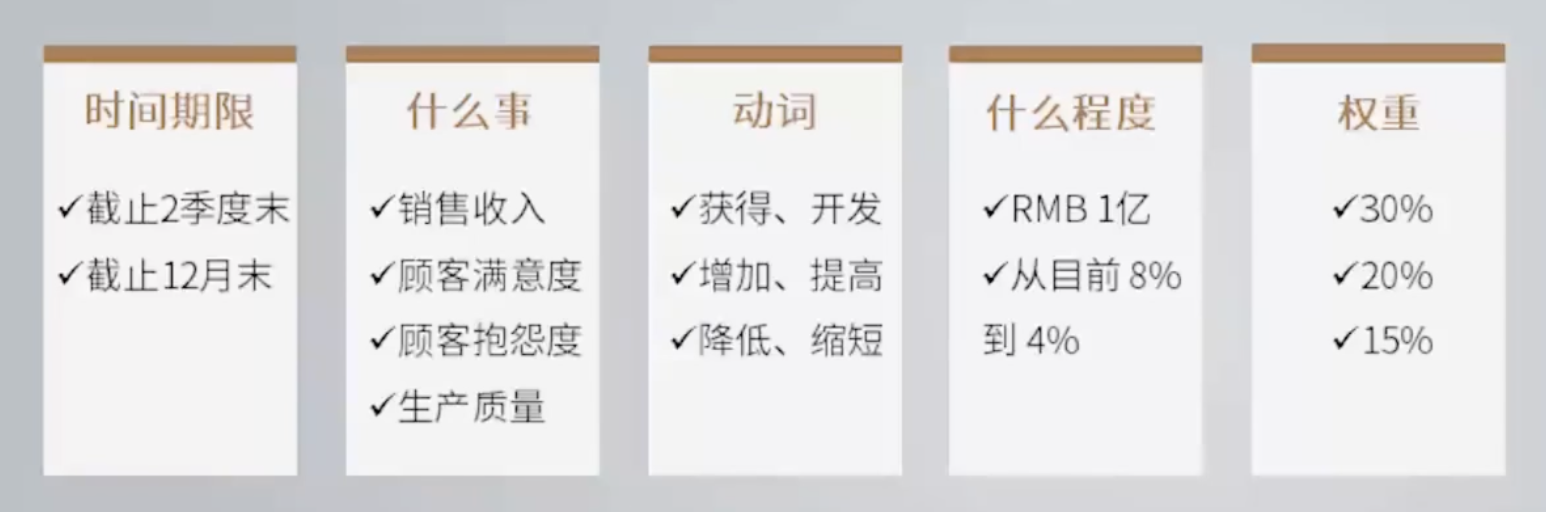 时间期限
✓截止2季度末
✓截止12月末
什么事
✓销售收入
✓顾客满意度
✓顾客抱怨度
✓生产质量
动词
✓获得、开发
✓增加、提高
✓降低、缩短
什么程度
✓RMB 1亿
✓从目前 8%
到 4%
权重
✓30%
✓20%
✓15%